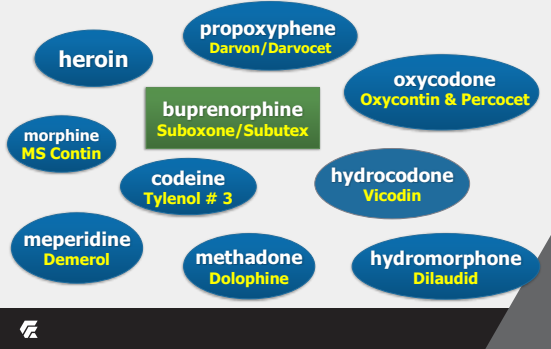 propoxyphene
Darvon/Darvocet
heroin
oxycodone
Oxycontin & Percocet
buprenorphine
Suboxone/Subutex
morphine
MS Contin
codeine
Tylenol # 3
hydrocodone
Vicodin
meperidine
Demerol
methadone
Dolophine
hydromorphone
Dilaudid